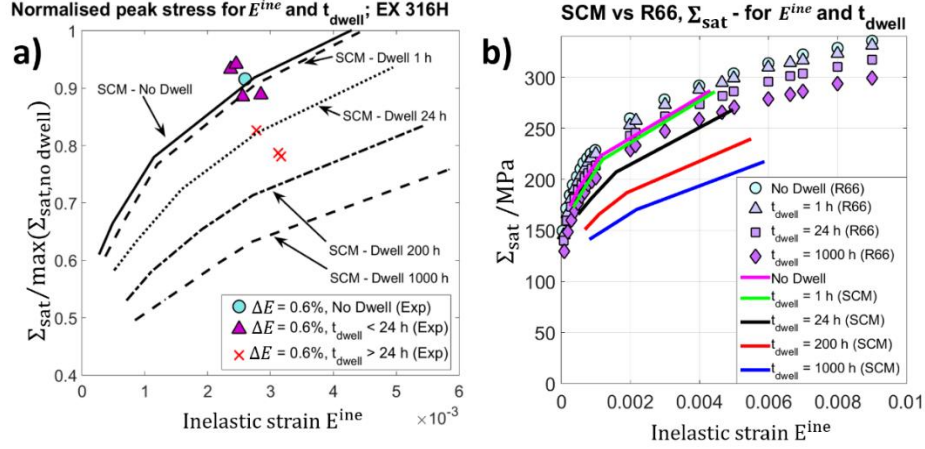 Normalised peak stress for E^ine and t_dwell; EX 316H
a)
Σ_sat/max(Σ_sat,no dwell)
1
0.9
0.8
0.7
0.6
0.5
0.4
SCM - No Dwell
SCM - Dwell 1 h
SCM - Dwell 24 h
SCM - Dwell 200 h
SCM - Dwell 1000 h
ΔE = 0.6%, No Dwell (Exp)
ΔE = 0.6%, t_dwell < 24 h (Exp)
ΔE = 0.6%, t_dwell > 24 h (Exp)
0 1 2 3 4 5 6
× 10^-3
Inelastic strain E^ine
SCM vs R66, Σ_sat - for E^ine and t_dwell
b)
Σ_sat /MPa
300
250
200
150
100
50
0
No Dwell (R66)
t_dwell = 1 h (R66)
t_dwell = 24 h (R66)
t_dwell = 1000 h (R66)
No Dwell
t_dwell = 1 h (SCM)
t_dwell = 24 h (SCM)
t_dwell = 200 h (SCM)
t_dwell = 1000 h (SCM)
0 0.002 0.004 0.006 0.008 0.01
Inelastic strain E^ine